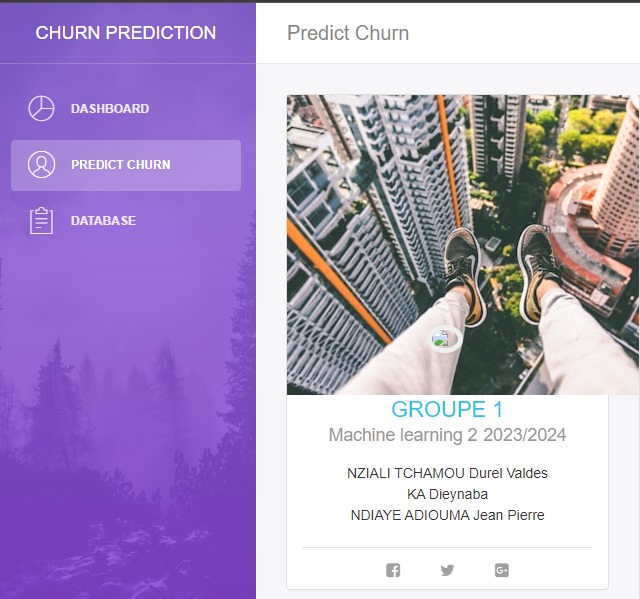 CHURN PREDICTION
Predict Churn
DASHBOARD
PREDICT CHURN
DATABASE
GROUPE 1
Machine learning 2 2023/2024
NZIALI TCHAMOU Durel Valdes
KA Dieynaba
NDIAYE ADIOUMA Jean Pierre